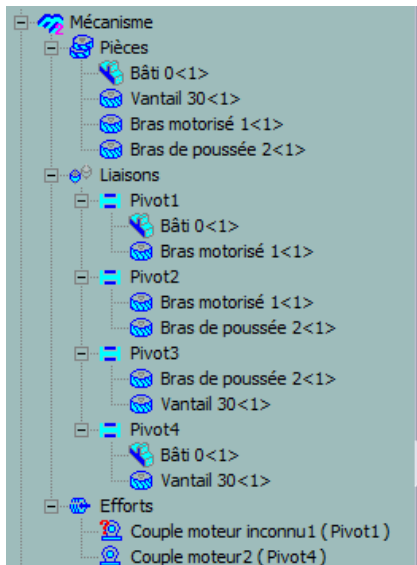 Mécanisme
Pièces
Bâti 0<1>
Vantail 30<1>
Bras motorisé 1<1>
Bras de poussée 2<1>
Liaisons
Pivot1
Bâti 0<1>
Bras motorisé 1<1>
Pivot2
Bras motorisé 1<1>
Bras de poussée 2<1>
Pivot3
Bras de poussée 2<1>
Vantail 30<1>
Pivot4
Bâti 0<1>
Vantail 30<1>
Efforts
Couple moteur inconnu1 ( Pivot1 )
Couple moteur2 ( Pivot4 )